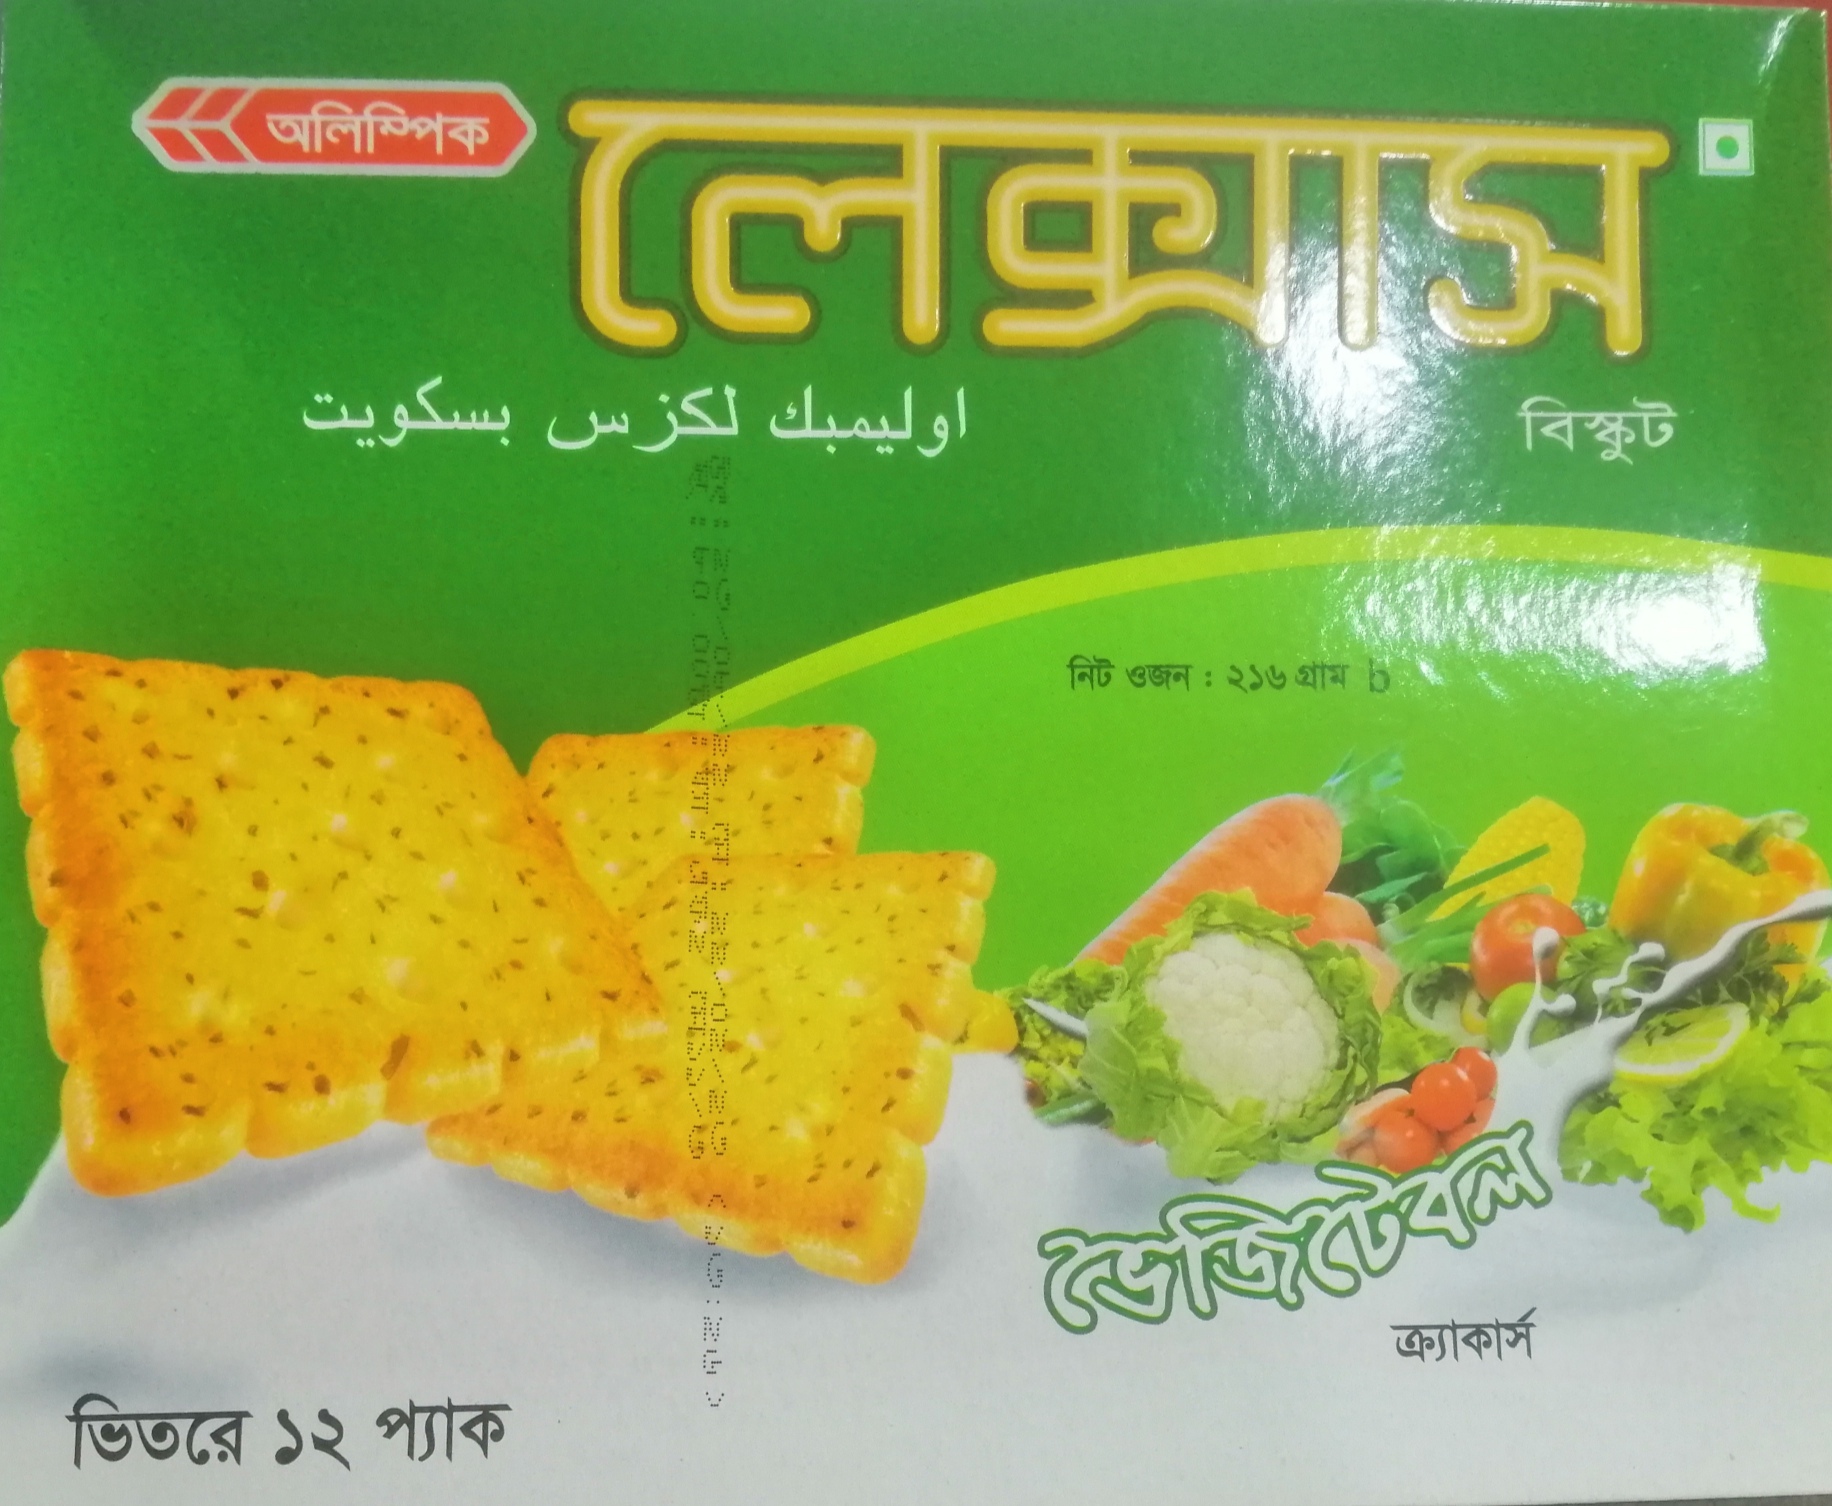 অলিম্পিক
লেক্সাস
اوليمبك لكزس بسكويت
বিস্কুট
নিট ওজন : ২১৬ গ্রাম b
ভেজিটেবল
ক্র্যাকার্স
ভিতরে ১২ প্যাক